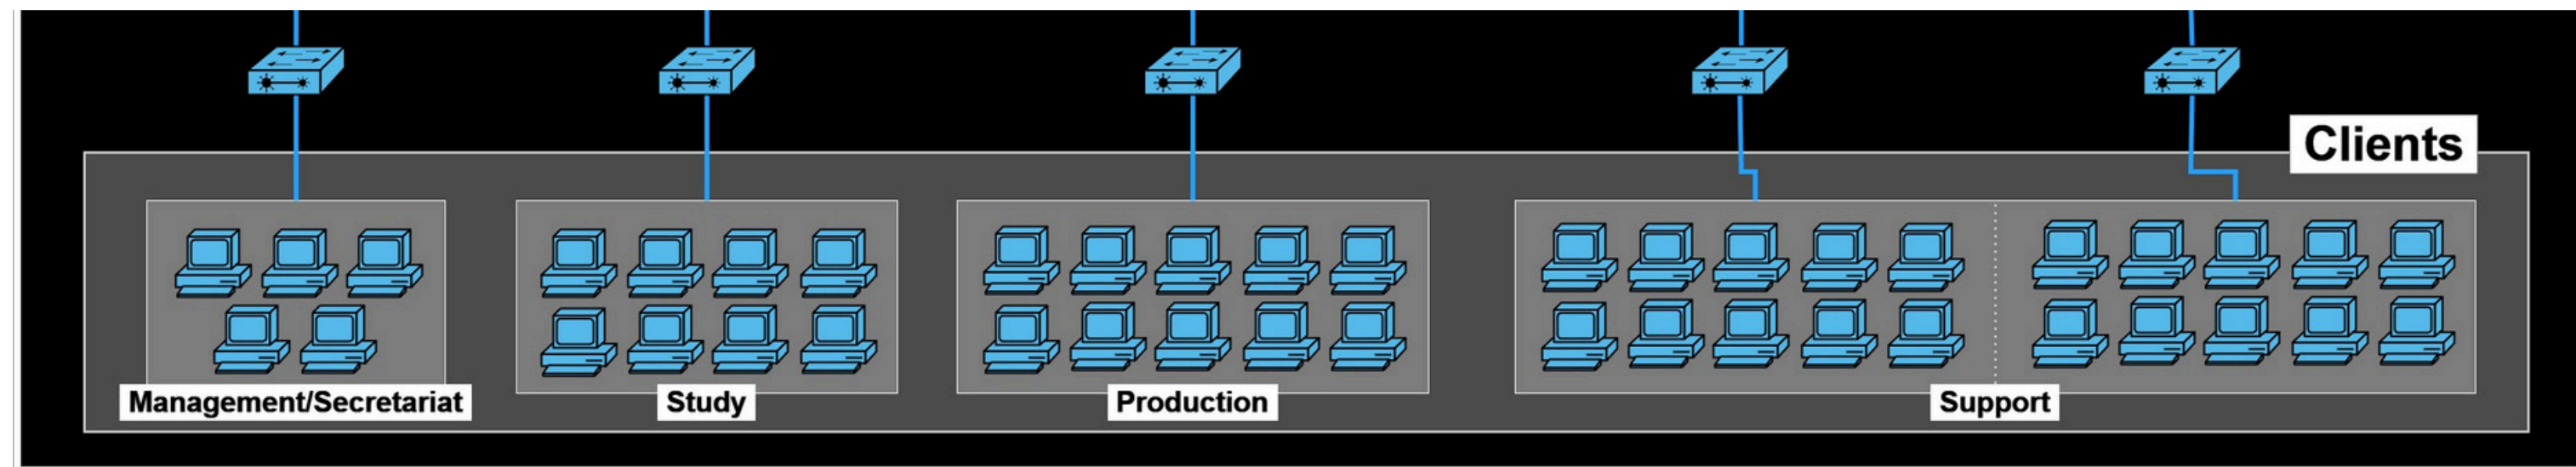 Clients
Management/Secretariat
Study
Production
Support